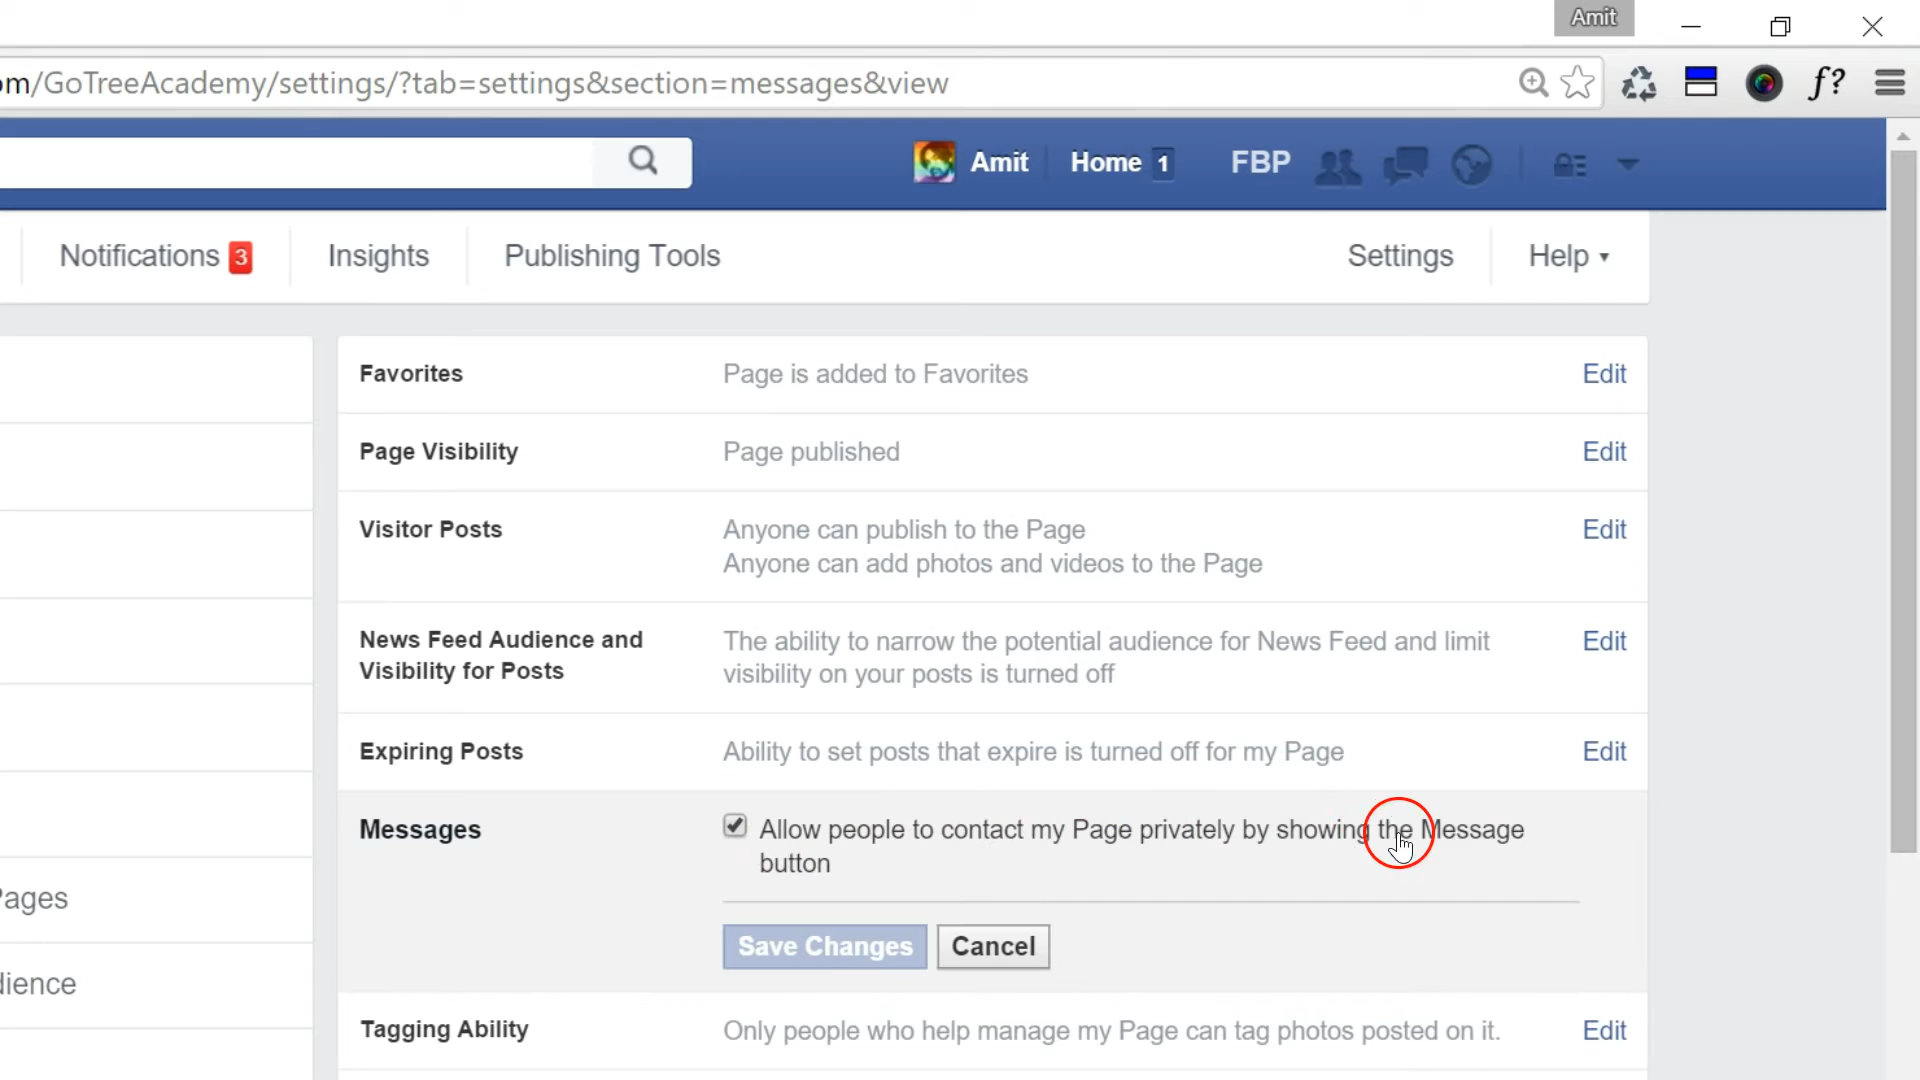 Amit
om/GoTreeAcademy/settings/?tab=settings&section=messages&view
f?
Amit Home 1 FBP
Notifications 3 Insights Publishing Tools Settings Help
Favorites Page is added to Favorites Edit
Page Visibility Page published Edit
Visitor Posts Anyone can publish to the Page Edit
Anyone can add photos and videos to the Page
News Feed Audience and The ability to narrow the potential audience for News Feed and limit Edit
Visibility for Posts visibility on your posts is turned off
Expiring Posts Ability to set posts that expire is turned off for my Page Edit
Messages Allow people to contact my Page privately by showing the Message
button
Pages
Save Changes Cancel
dience
Tagging Ability Only people who help manage my Page can tag photos posted on it. Edit